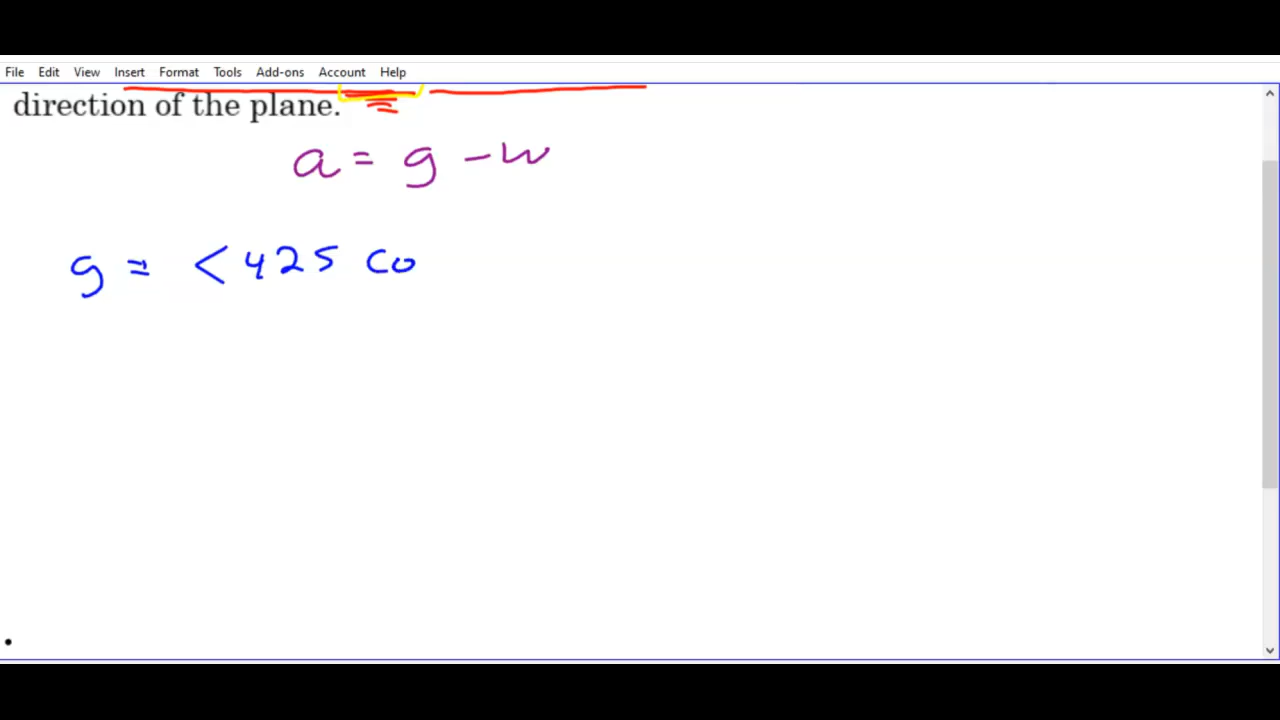 File Edit View Insert Format Tools Add-ons Account Help
direction of the plane.
a = g - w
g = < 425 co